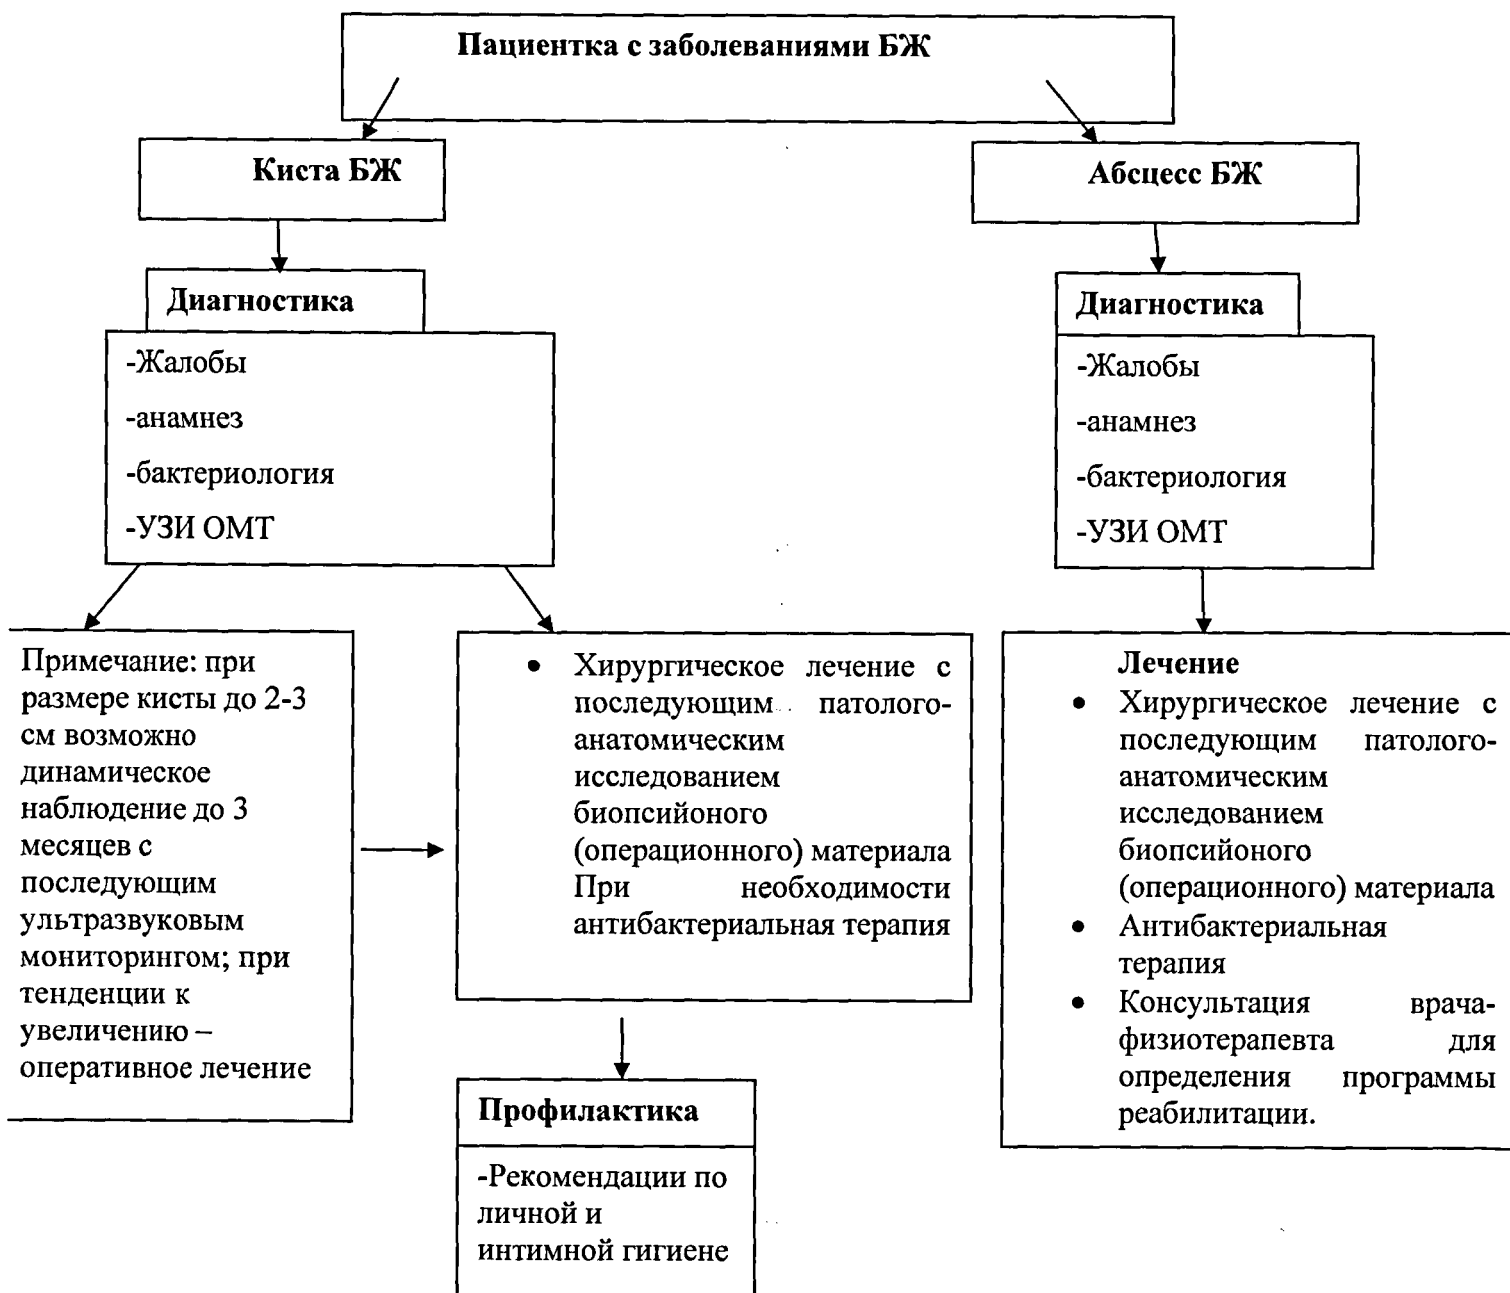 Пациентка с заболеваниями БЖ
Киста БЖ
Абсцесс БЖ
Диагностика
-Жалобы
-анамнез
-бактериология
-УЗИ ОМТ
Диагностика
-Жалобы
-анамнез
-бактериология
-УЗИ ОМТ
Примечание: при
размере кисты до 2-3
см возможно
динамическое
наблюдение до 3
месяцев с
последующим
ультразвуковым
мониторингом; при
тенденции к
увеличению –
оперативное лечение
• Хирургическое лечение с
последующим патолого-
анатомическим
исследованием
биопсийоного
(операционного) материала
При необходимости
антибактериальная терапия
Лечение
• Хирургическое лечение с
последующим патолого-
анатомическим
исследованием
биопсийоного
(операционного) материала
• Антибактериальная
терапия
• Консультация врача-
физиотерапевта для
определения программы
реабилитации.
Профилактика
-Рекомендации по
личной и
интимной гигиене